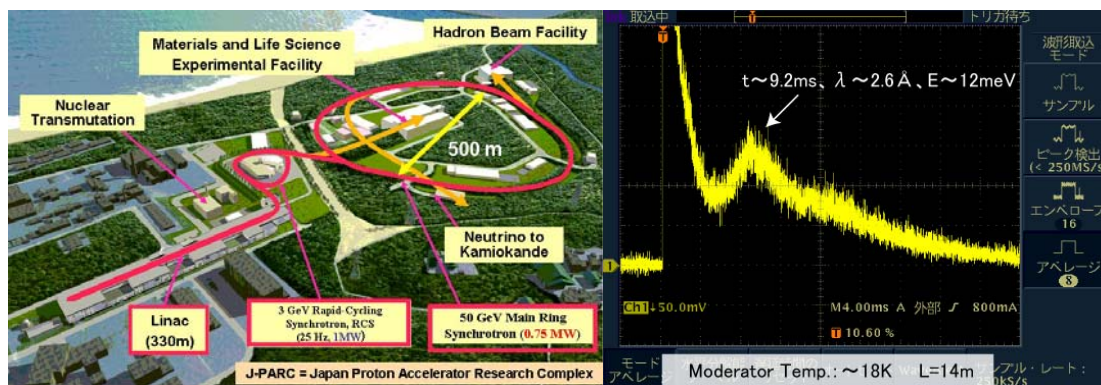 Hadron Beam Facility
Materials and Life Science
Experimental Facility
Nuclear
Transmutation
500 m
Neutrino to
Kamiokande
Linac
(330m)
3 GeV Rapid-Cycling
Synchrotron, RCS
(25 Hz, 1MW)
50 GeV Main Ring
Synchrotron (0.75 MW)
J-PARC = Japan Proton Accelerator Research Complex
取込中
トリガ待ち
T
T
t～9.2ms、λ～2.6Å、E～12meV
1
Ch1 50.0mV
M4.00ms A 外部 800mA
T 10.60 %
波形取込
モード
サンプル
ピーク検出
(< 250MS/s
エンベロープ
16
アベレージ
8
モード
アベレージ
サンプル・レート：
250kS/s
Moderator Temp.: ～18K L=14m